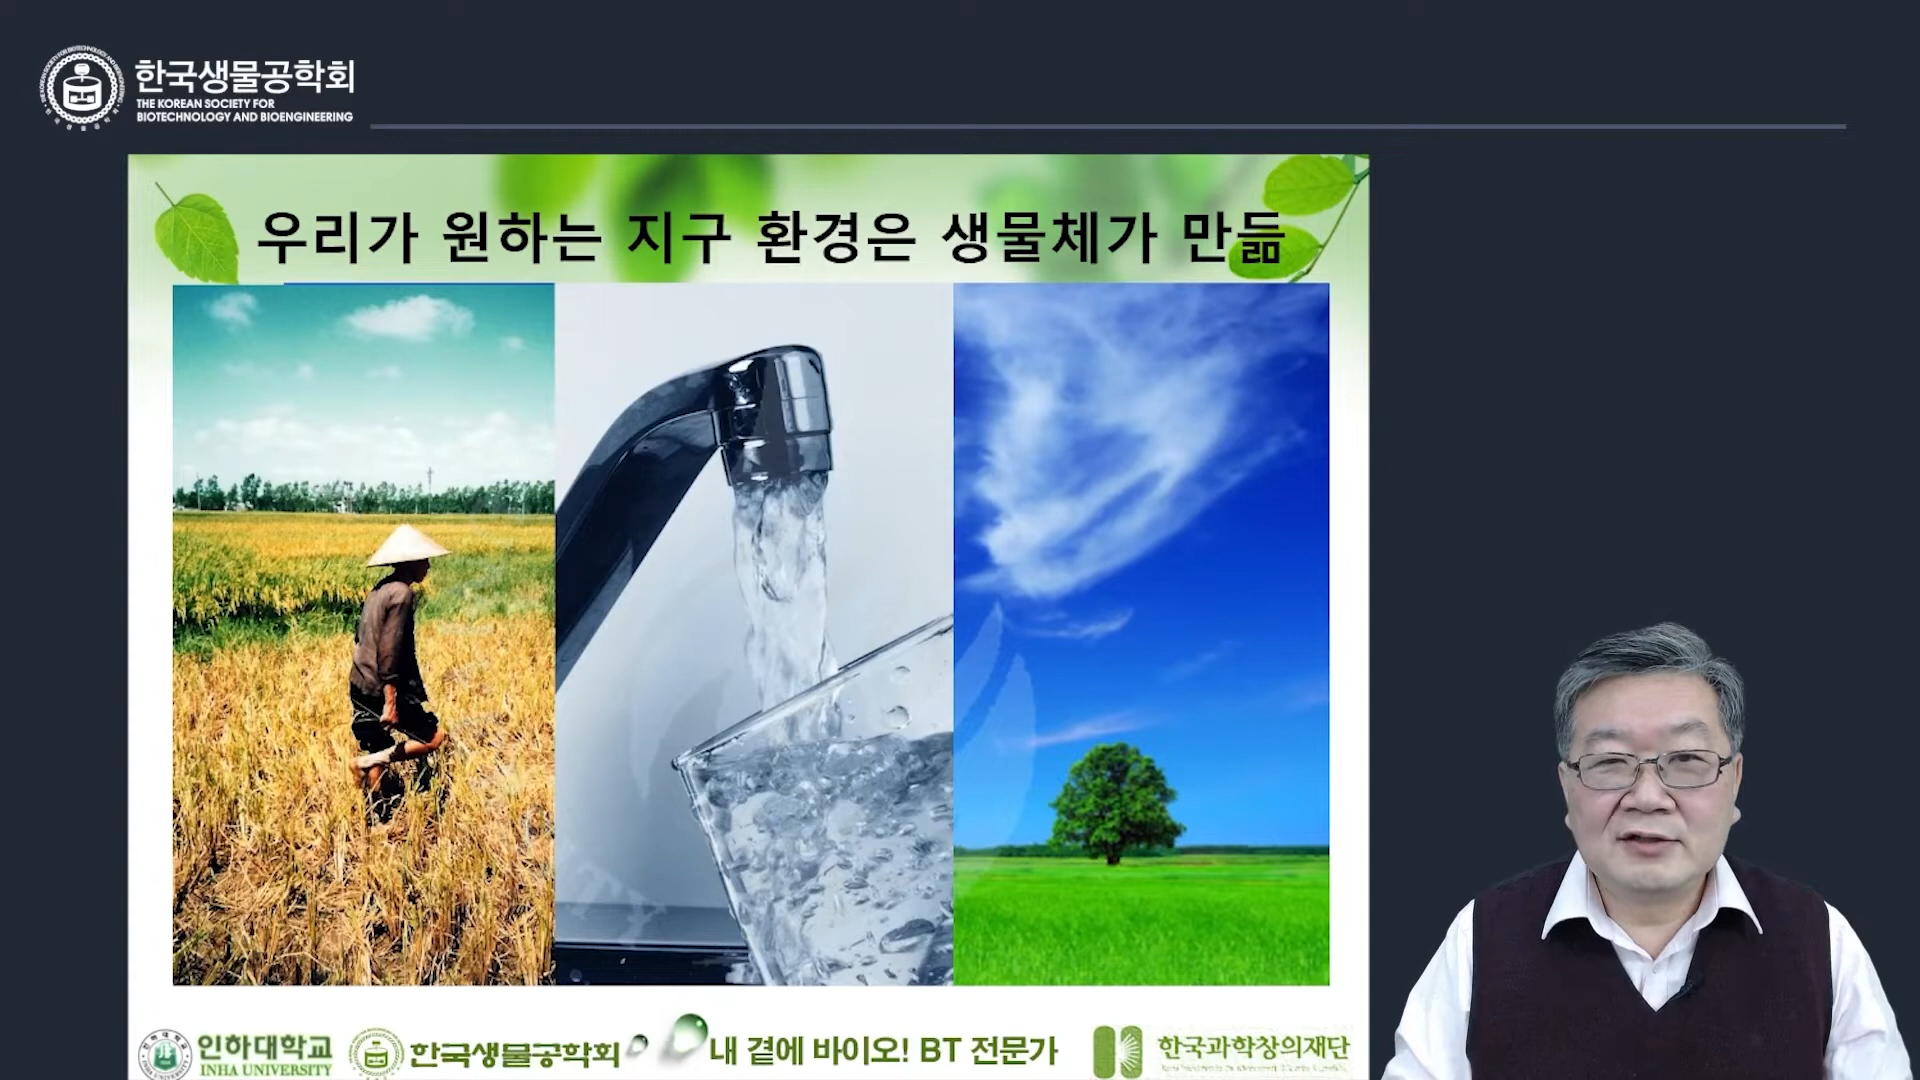 한국생물공학회
THE KOREAN SOCIETY FOR
BIOTECHNOLOGY AND BIOENGINEERING
우리가 원하는 지구 환경은 생물체가 만듦
인하대학교
INHA UNIVERSITY
한국생물공학회
내 곁에 바이오! BT 전문가
한국과학창의재단